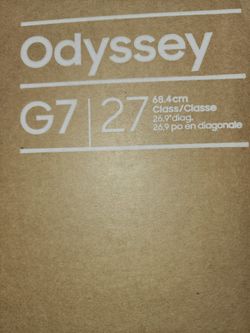 Odyssey
G7 27
68.4cm
Class/Classe
26.9" diag.
26,9 po en diagonale